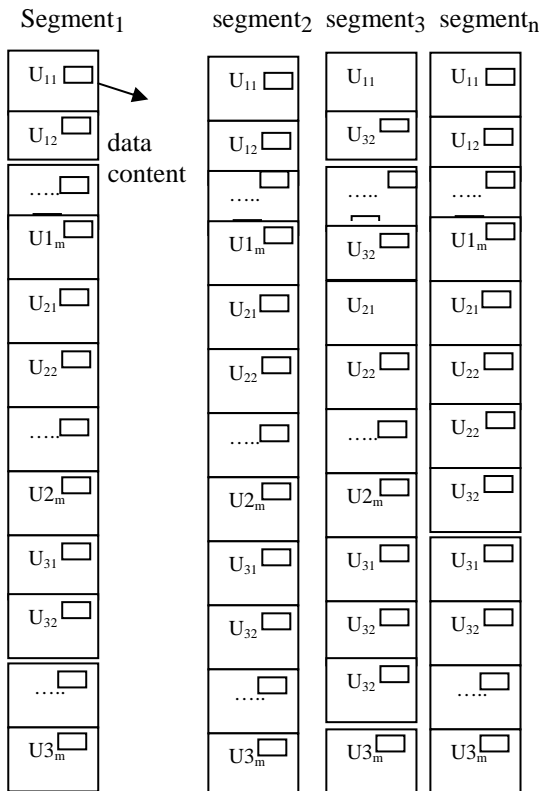 Segment₁ segment₂ segment₃ segmentₙ
U₁₁ U₁₁ U₁₁ U₁₁
data content
U₁₂ U₁₂ U₃₂ U₁₂
….. ….. ….. …..
U1ₘ U1ₘ U₃₂ U1ₘ
U₂₁ U₂₁ U₂₁ U₂₁
U₂₂ U₂₂ U₂₂ U₂₂
….. ….. ….. U₂₂
U2ₘ U2ₘ U2ₘ U₃₂
U₃₁ U₃₁ U₃₁ U₃₁
U₃₂ U₃₂ U₃₂ U₃₂
….. ….. U₃₂ …..
U3ₘ U3ₘ U3ₘ U3ₘ